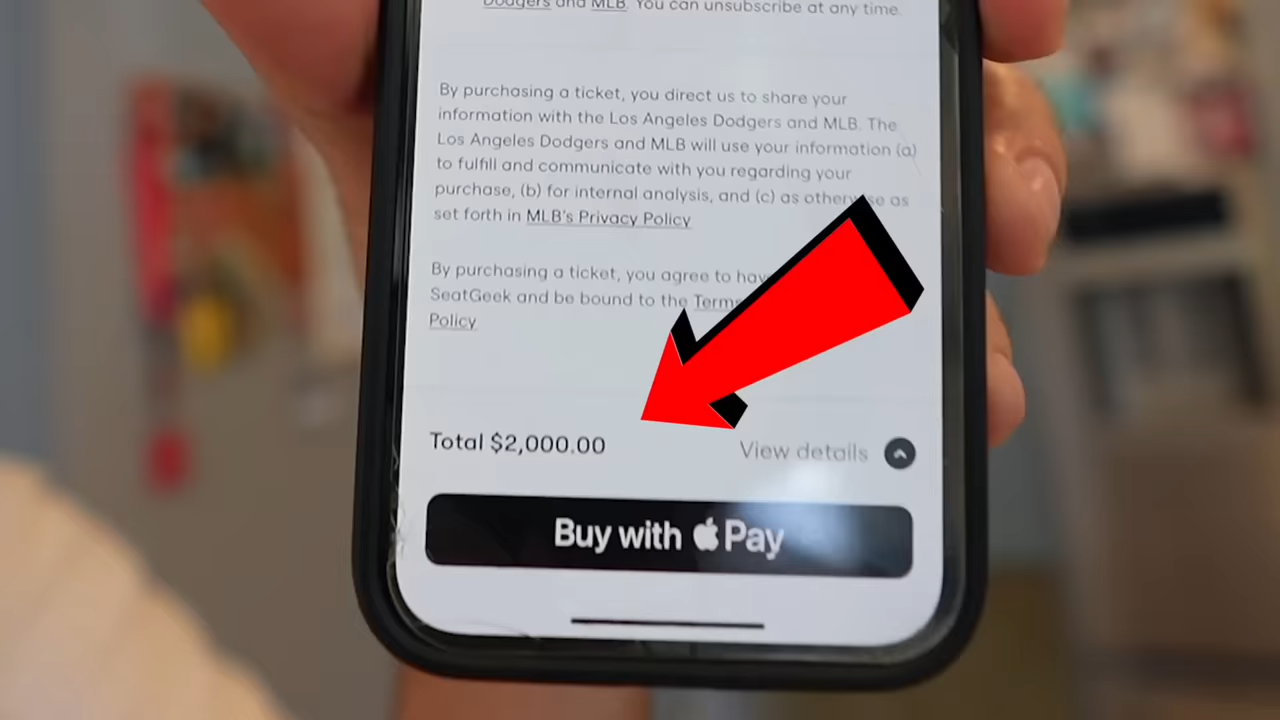 Dodgers and MLB. You can unsubscribe at any time.
By purchasing a ticket, you direct us to share your
information with the Los Angeles Dodgers and MLB. The
Los Angeles Dodgers and MLB will use your information (a)
to fulfill and communicate with you regarding your
purchase, (b) for internal analysis, and (c) as otherwise as
set forth in MLB's Privacy Policy
By purchasing a ticket, you agree to hav
SeatGeek and be bound to the Terms
Policy
Total $2,000.00
View details
Buy with Pay